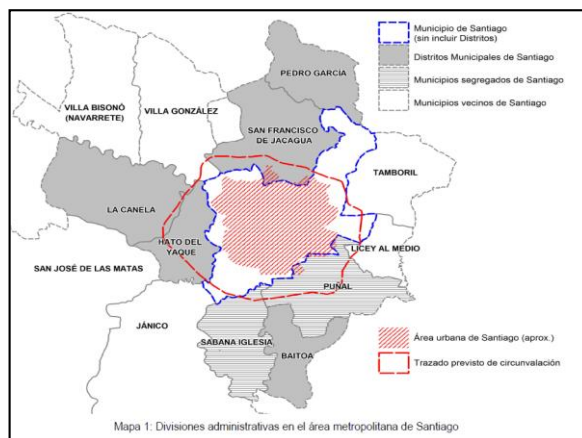 Municipio de Santiago
(sin incluir Distritos)
Distritos Municipales de Santiago
Municipios segregados de Santiago
Municipios vecinos de Santiago
PEDRO GARCÍA
VILLA BISONÓ
(NAVARRETE)
VILLA GONZÁLEZ
SAN FRANCISCO
DE JACAGUA
TAMBORIL
LA CANELA
HATO DEL
YAQUE
LICEY AL MEDIO
SAN JOSÉ DE LAS MATAS
PUÑAL
JÁNICO
SABANA IGLESIA
BAITOA
Área urbana de Santiago (aprox.)
Trazado previsto de circunvalación
Mapa 1: Divisiones administrativas en el área metropolitana de Santiago